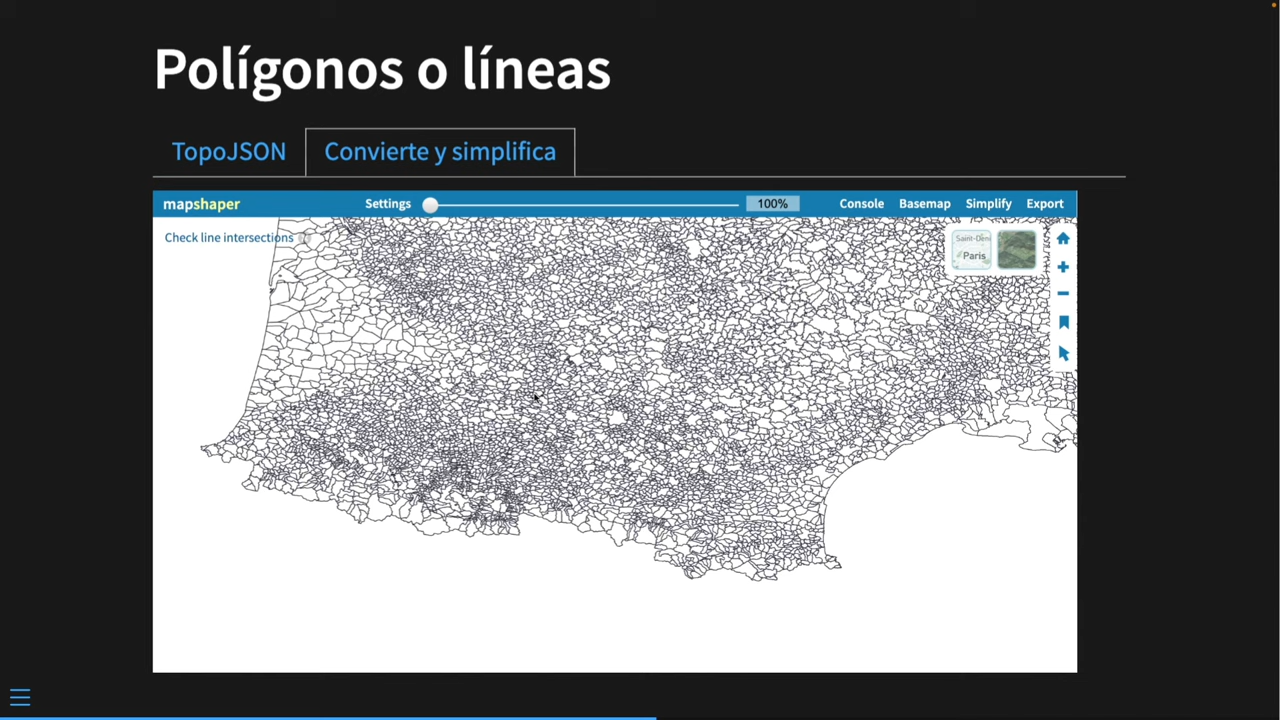 Polígonos o líneas
TopoJSON
Convierte y simplifica
mapshaper
Settings
100%
Console
Basemap
Simplify
Export
Check line intersections
Paris